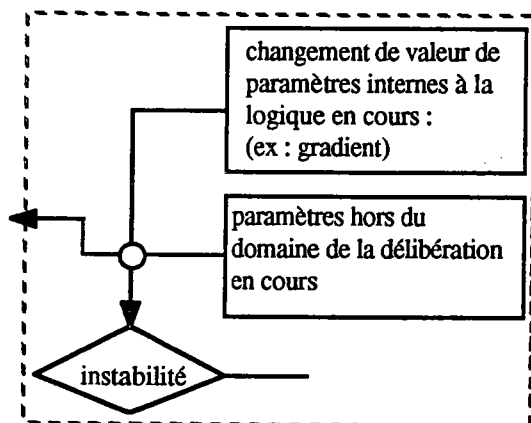 changement de valeur de
paramètres internes à la
logique en cours :
(ex : gradient)
paramètres hors du
domaine de la délibération
en cours
instabilité